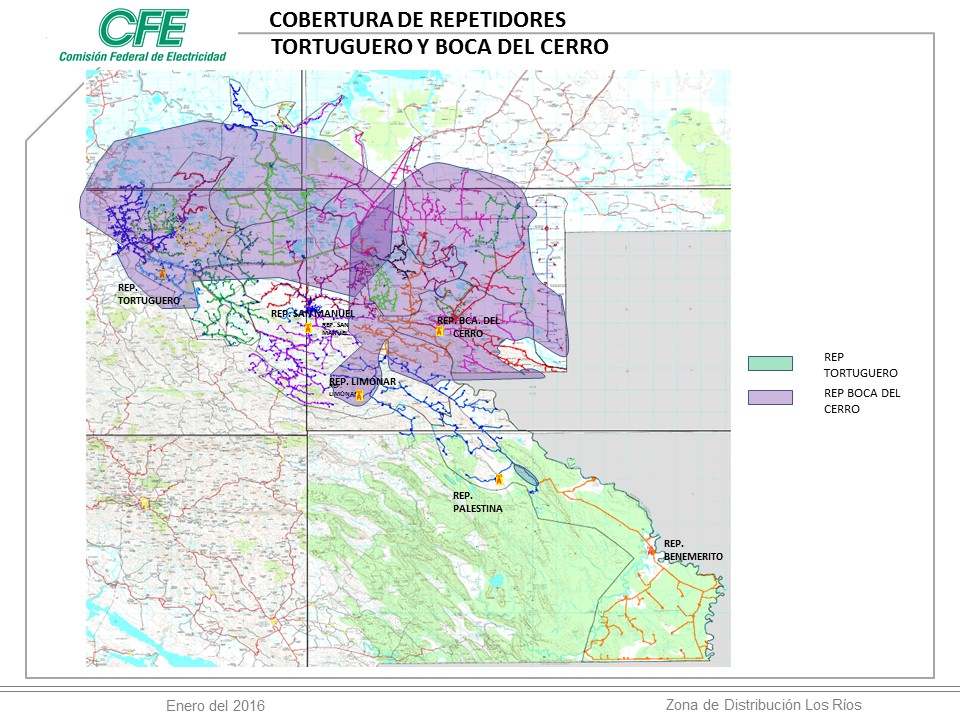 CFE
Comisión Federal de Electricidad
COBERTURA DE REPETIDORES
TORTUGUERO Y BOCA DEL CERRO
REP.
TORTUGUERO
REP. SAN MANUEL
REP. SAN
MANUEL
REP. BCA. DEL
CERRO
REP. LIMONAR
LIMONAR
REP.
PALESTINA
REP.
BENEMERITO
REP
TORTUGUERO
REP BOCA DEL
CERRO
Enero del 2016
Zona de Distribución Los Ríos